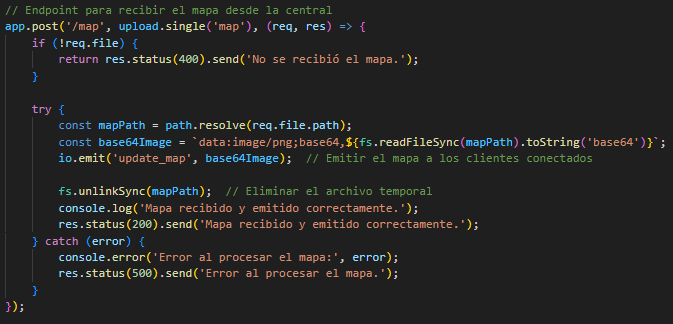 // Endpoint para recibir el mapa desde la central
app.post('/map', upload.single('map'), (req, res) => {
    if (!req.file) {
        return res.status(400).send('No se recibió el mapa.');
    }

    try {
        const mapPath = path.resolve(req.file.path);
        const base64Image = `data:image/png;base64,${fs.readFileSync(mapPath).toString('base64')}`;
        io.emit('update_map', base64Image);  // Emitir el mapa a los clientes conectados

        fs.unlinkSync(mapPath);  // Eliminar el archivo temporal
        console.log('Mapa recibido y emitido correctamente.');
        res.status(200).send('Mapa recibido y emitido correctamente.');
    } catch (error) {
        console.error('Error al procesar el mapa:', error);
        res.status(500).send('Error al procesar el mapa.');
    }
});